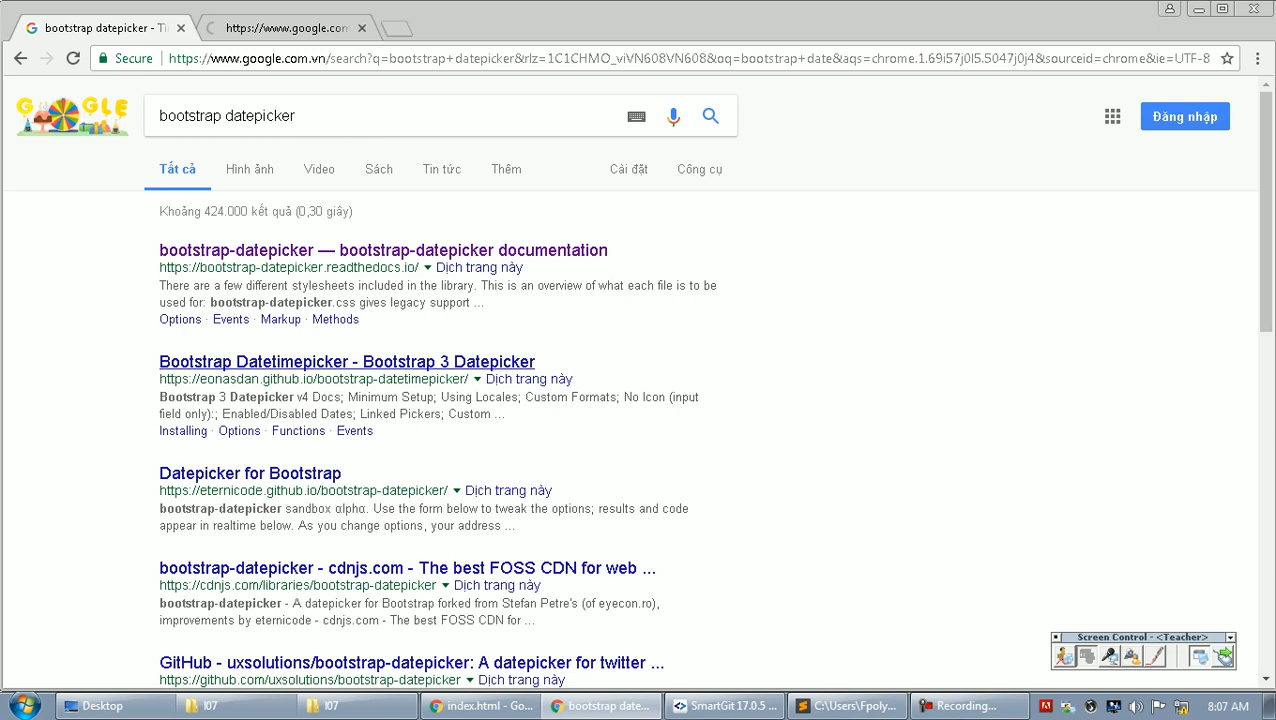 bootstrap datepicker - Tì
https://www.google.com
Secure
https://www.google.com.vn/search?q=bootstrap+datepicker&rlz=1C1CHMO_viVN608VN608&oq=bootstrap+date&aqs=chrome.1.69i57j0l5.5047j0j4&sourceid=chrome&ie=UTF-8
GOOGLE
bootstrap datepicker
Đăng nhập
Tất cả
Hình ảnh
Video
Sách
Tin tức
Thêm
Cài đặt
Công cụ
Khoảng 424.000 kết quả (0,30 giây)
bootstrap-datepicker — bootstrap-datepicker documentation
https://bootstrap-datepicker.readthedocs.io/ Dịch trang này
There are a few different stylesheets included in the library. This is an overview of what each file is to be
used for: bootstrap-datepicker.css gives legacy support ...
Options · Events · Markup · Methods
Bootstrap Datetimepicker - Bootstrap 3 Datepicker
https://eonasdan.github.io/bootstrap-datetimepicker/ Dịch trang này
Bootstrap 3 Datepicker v4 Docs; Minimum Setup; Using Locales; Custom Formats; No Icon (input
field only):; Enabled/Disabled Dates; Linked Pickers; Custom ...
Installing · Options · Functions · Events
Datepicker for Bootstrap
https://eternicode.github.io/bootstrap-datepicker/ Dịch trang này
bootstrap-datepicker sandbox αlphα. Use the form below to tweak the options; results and code
appear in realtime below. As you change options, your address ...
bootstrap-datepicker - cdnjs.com - The best FOSS CDN for web ...
https://cdnjs.com/libraries/bootstrap-datepicker Dịch trang này
bootstrap-datepicker - A datepicker for Bootstrap forked from Stefan Petre's (of eyecon.ro),
improvements by eternicode - cdnjs.com - The best FOSS CDN for ...
Screen Control - <Teacher>
GitHub - uxsolutions/bootstrap-datepicker: A datepicker for twitter ...
https://github.com/uxsolutions/bootstrap-datepicker Dịch trang này
Desktop
I07
I07
index.html - Go...
bootstrap date...
SmartGit 17.0.5 ...
C:\Users\Fpoly...
Recording...
8:07 AM